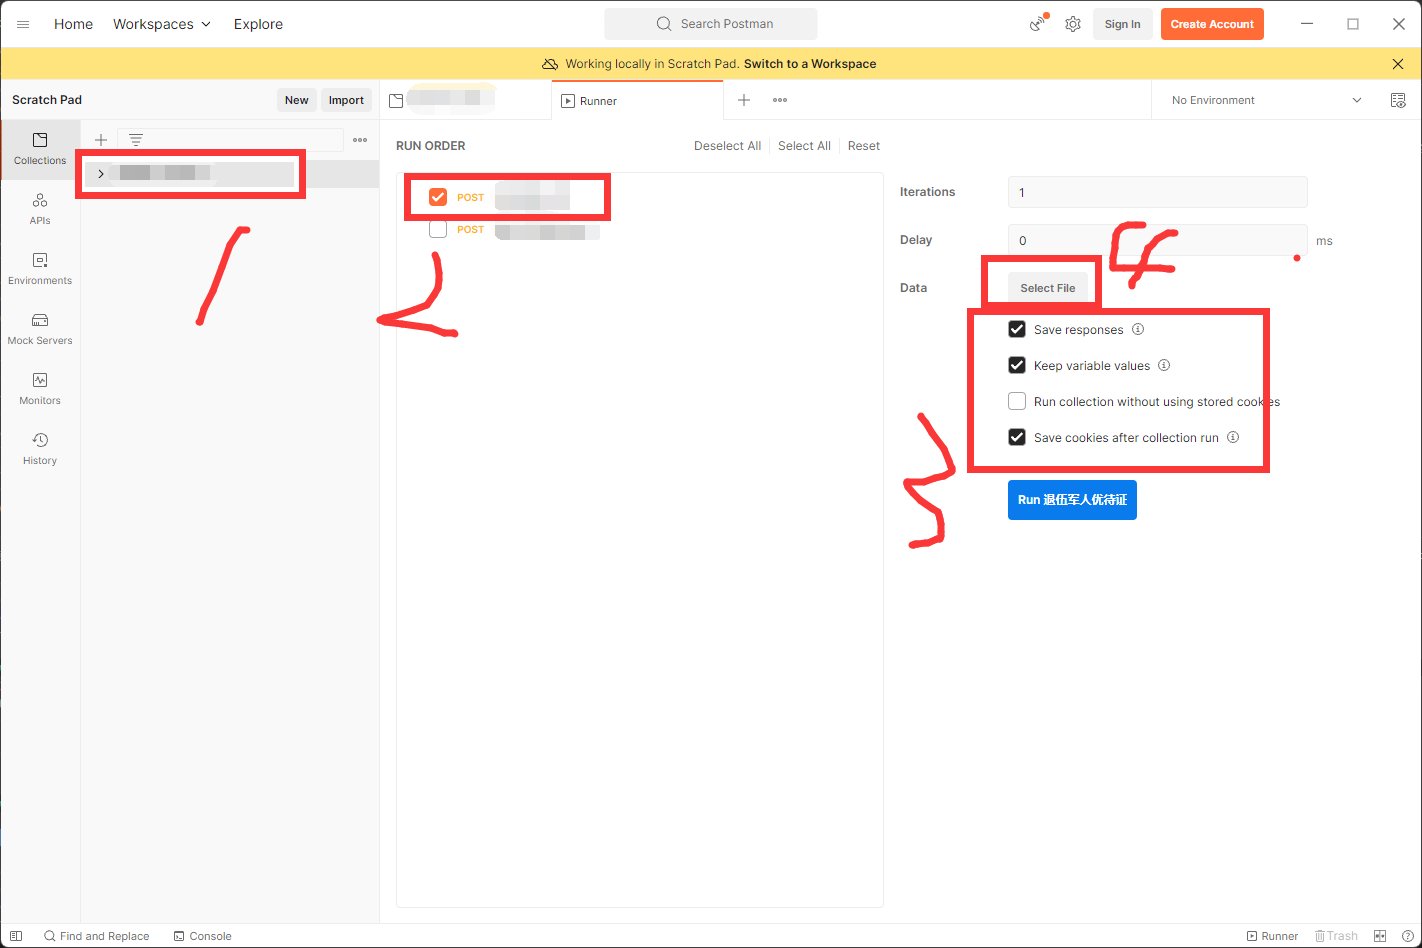 Home Workspaces Explore Search Postman Sign In Create Account
Working locally in Scratch Pad. Switch to a Workspace
Scratch Pad New Import Runner No Environment
Collections
APIs
Environments
Mock Servers
Monitors
History
RUN ORDER Deselect All Select All Reset
POST
POST
Iterations 1
Delay 0 ms
Data Select File
Save responses
Keep variable values
Run collection without using stored cookies
Save cookies after collection run
Run 退伍军人优待证
1
2
3
4
Find and Replace Console Runner Trash